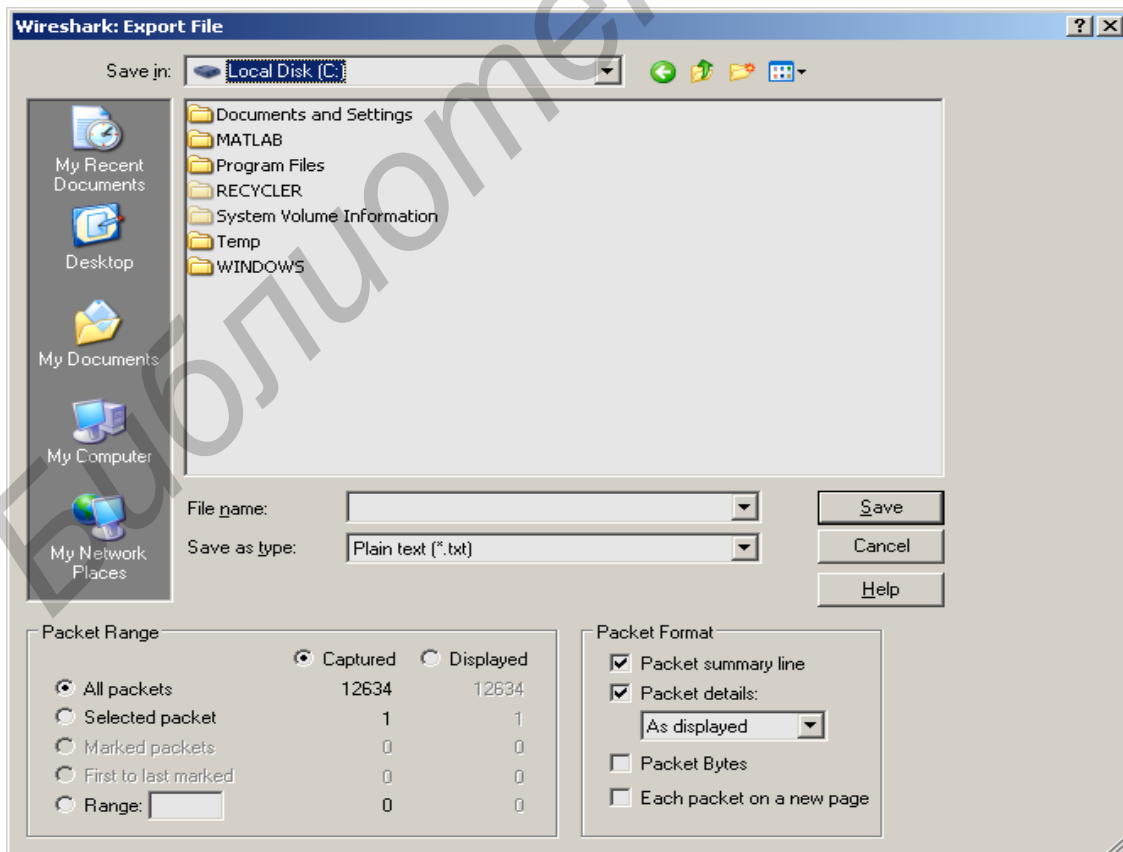 Wireshark: Export File
Save in: Local Disk (C:)
Documents and Settings
MATLAB
Program Files
RECYCLER
System Volume Information
Temp
WINDOWS
My Recent
Documents
Desktop
My Documents
My Computer
My Network
Places
File name:
Save
Save as type: Plain text (*.txt)
Cancel
Help
Packet Range
Captured Displayed
All packets 12634 12634
Selected packet 1 1
Marked packets 0 0
First to last marked 0 0
Range: 0 0
Packet Format
Packet summary line
Packet details:
As displayed
Packet Bytes
Each packet on a new page
Библиоте